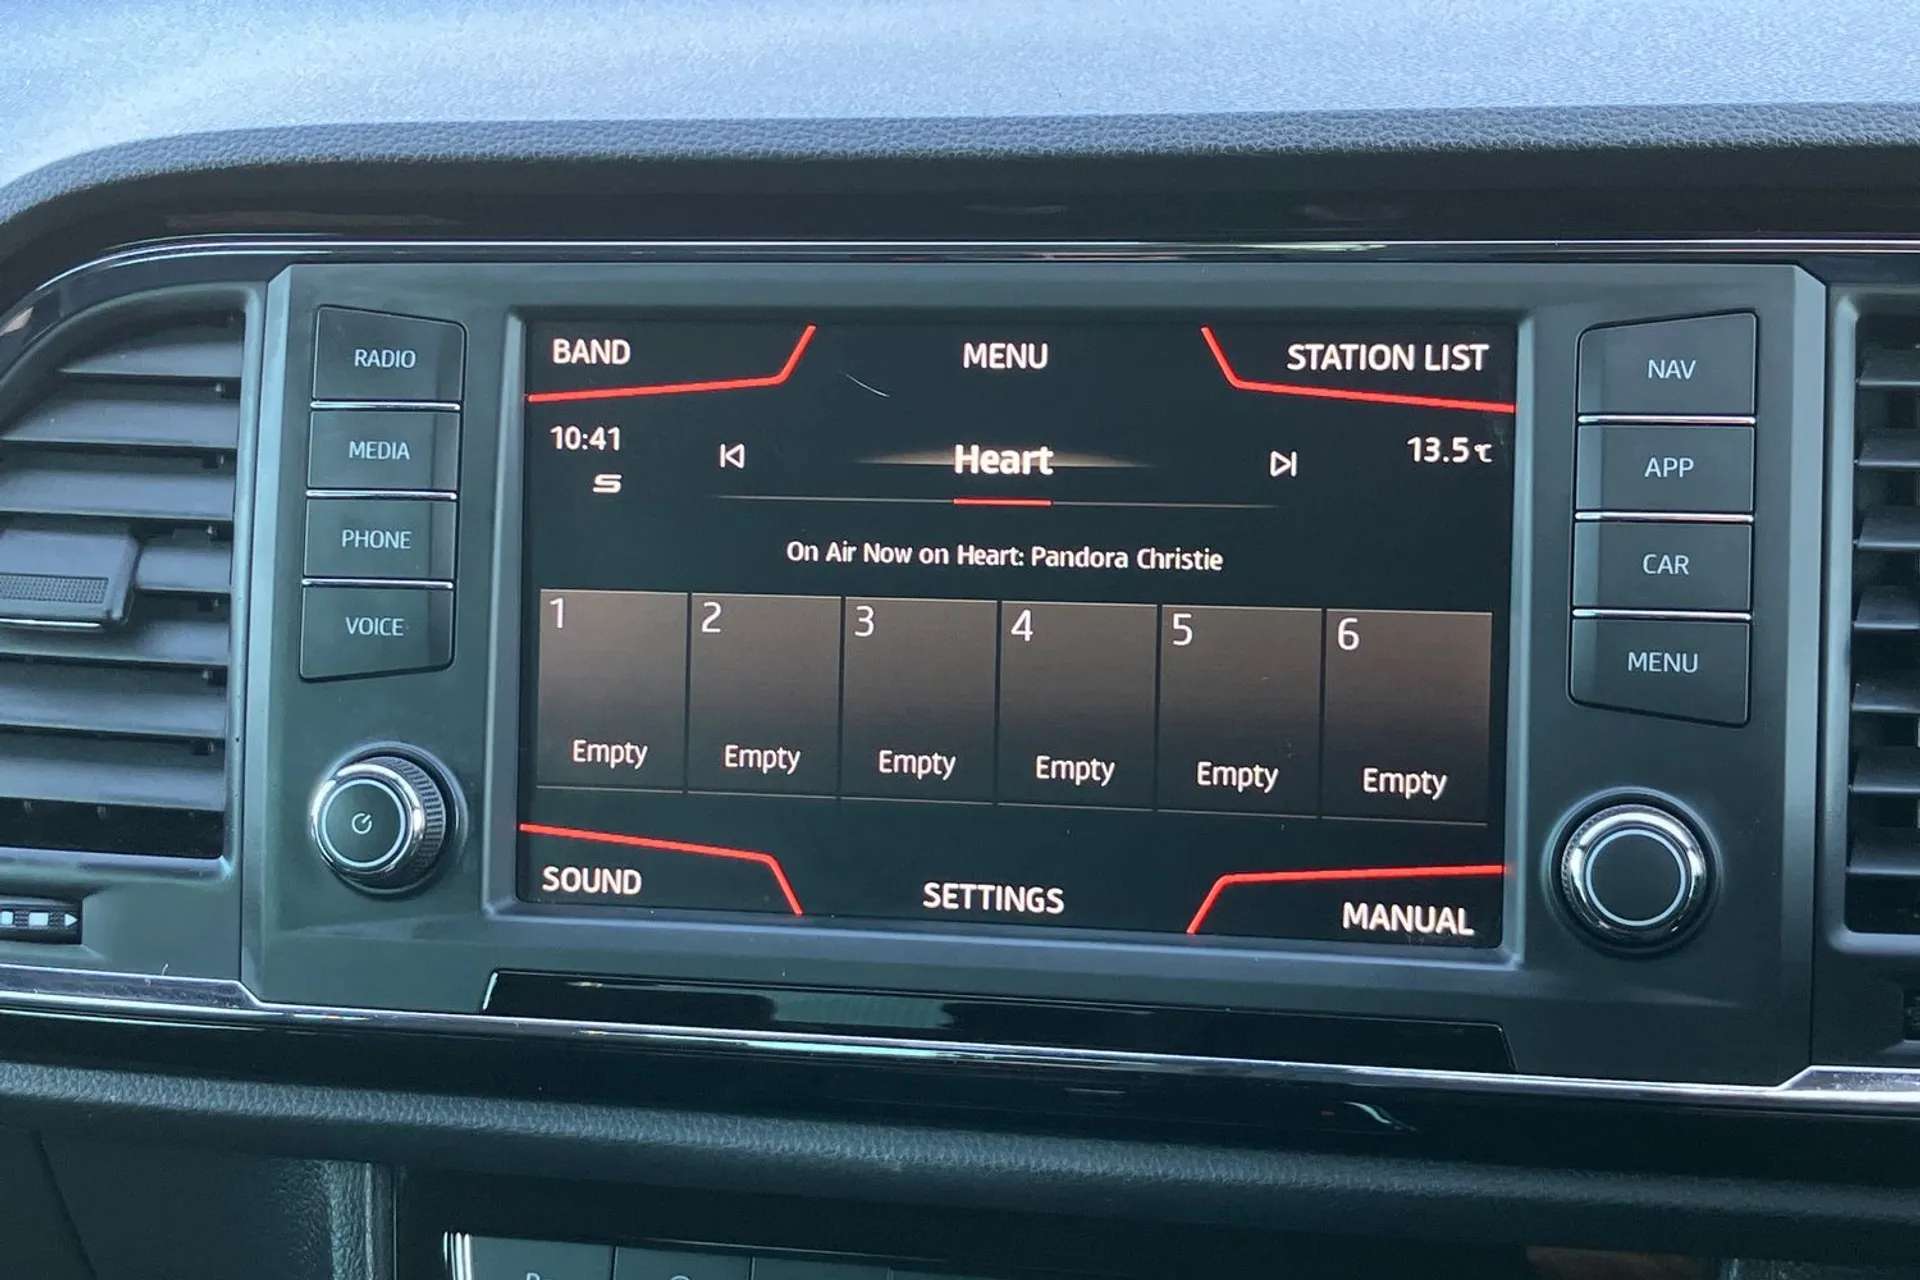 RADIO
MEDIA
PHONE
VOICE
BAND
MENU
STATION LIST
10:41
Heart
13.5℃
On Air Now on Heart: Pandora Christie
1
2
3
4
5
6
Empty
Empty
Empty
Empty
Empty
Empty
SOUND
SETTINGS
MANUAL
NAV
APP
CAR
MENU